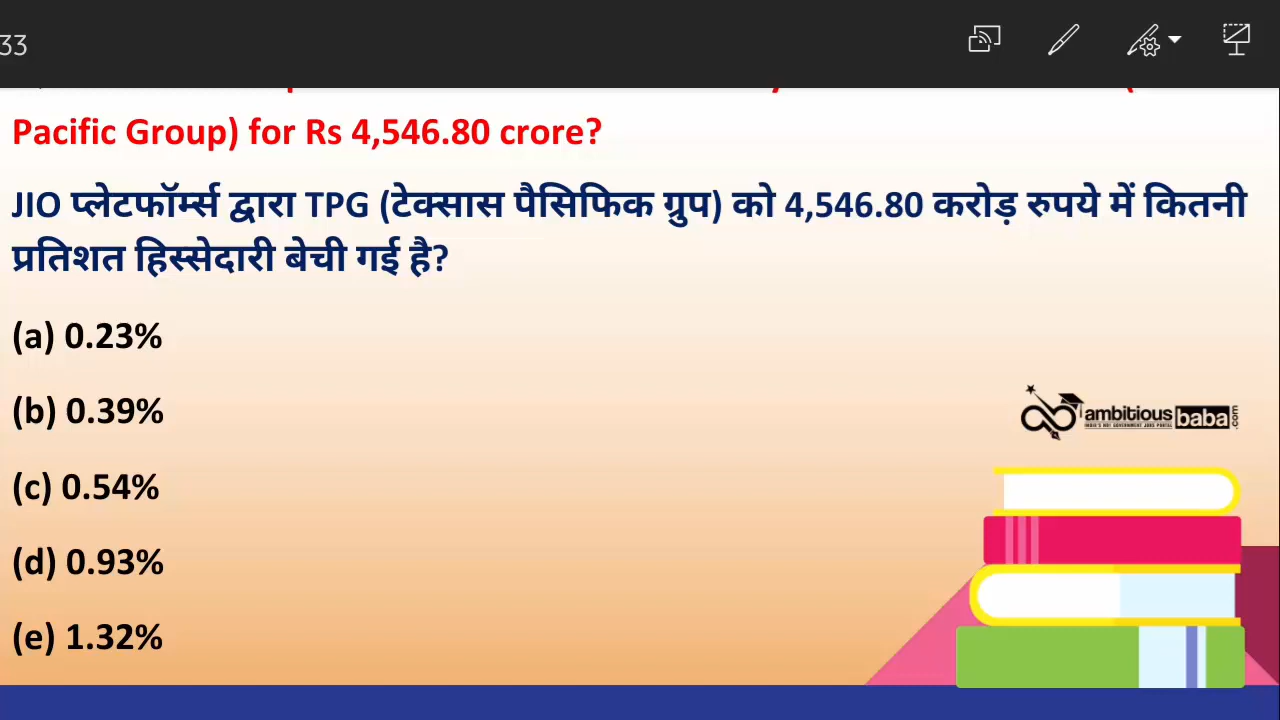 33
Pacific Group) for Rs 4,546.80 crore?
JIO प्लेटफॉर्म्स द्वारा TPG (टेक्सास पैसिफिक ग्रुप) को 4,546.80 करोड़ रुपये में कितनी
प्रतिशत हिस्सेदारी बेची गई है?
(a) 0.23%
(b) 0.39%
(c) 0.54%
(d) 0.93%
(e) 1.32%
ambitious baba .com